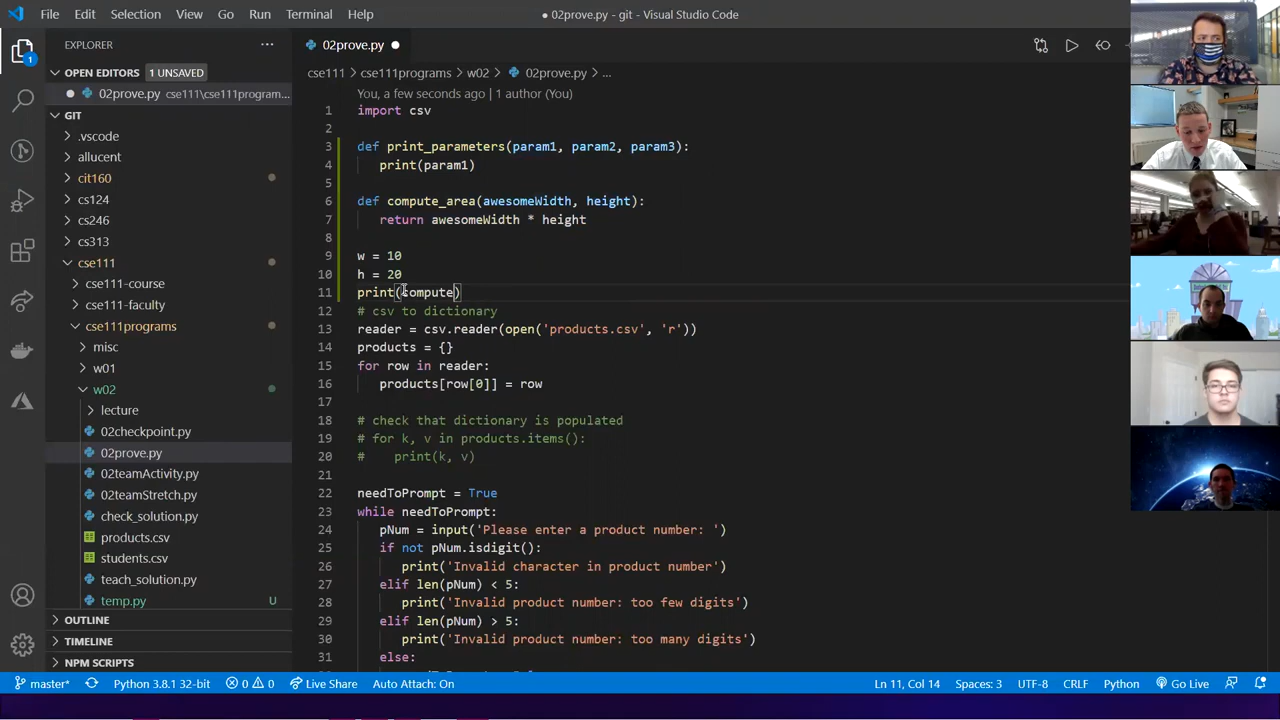 File Edit Selection View Go Run Terminal Help
● 02prove.py - git - Visual Studio Code
EXPLORER ...
OPEN EDITORS 1 UNSAVED
02prove.py cse111\cse111program...
GIT
.vscode
allucent
cit160
cs124
cs246
cs313
cse111
cse111-course
cse111-faculty
cse111programs
misc
w01
w02
lecture
02checkpoint.py
02prove.py
02teamActivity.py
02teamStretch.py
check_solution.py
products.csv
students.csv
teach_solution.py
temp.py U
OUTLINE
TIMELINE
NPM SCRIPTS
1
02prove.py ●
cse111 > cse111programs > w02 > 02prove.py > ...
You, a few seconds ago | 1 author (You)
1 import csv
2
3 def print_parameters(param1, param2, param3):
4 print(param1)
5
6 def compute_area(awesomeWidth, height):
7 return awesomeWidth * height
8
9 w = 10
10 h = 20
11 print(compute)
12 # csv to dictionary
13 reader = csv.reader(open('products.csv', 'r'))
14 products = {}
15 for row in reader:
16 products[row[0]] = row
17
18 # check that dictionary is populated
19 # for k, v in products.items():
20 # print(k, v)
21
22 needToPrompt = True
23 while needToPrompt:
24 pNum = input('Please enter a product number: ')
25 if not pNum.isdigit():
26 print('Invalid character in product number')
27 elif len(pNum) < 5:
28 print('Invalid product number: too few digits')
29 elif len(pNum) > 5:
30 print('Invalid product number: too many digits')
31 else:
master* Python 3.8.1 32-bit 0 0 Live Share Auto Attach: On Ln 11, Col 14 Spaces: 3 UTF-8 CRLF Python Go Live